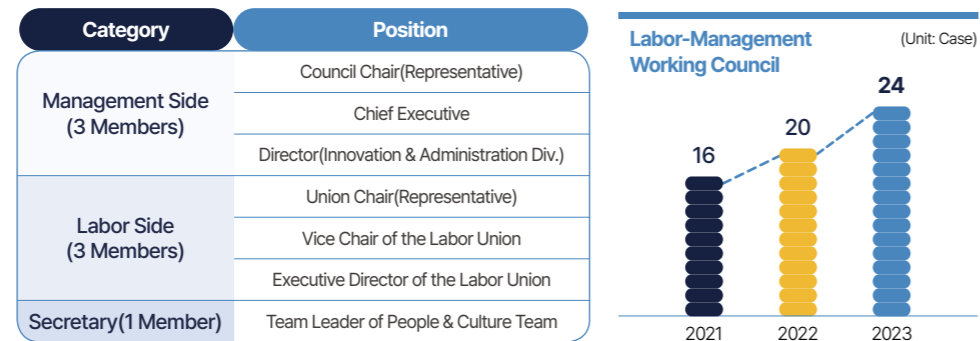 Category Position
Management Side
(3 Members)
Council Chair(Representative)
Chief Executive
Director(Innovation & Administration Div.)
Labor Side
(3 Members)
Union Chair(Representative)
Vice Chair of the Labor Union
Executive Director of the Labor Union
Secretary(1 Member) Team Leader of People & Culture Team
Labor-Management
Working Council
(Unit: Case)
16
20
24
2021 2022 2023